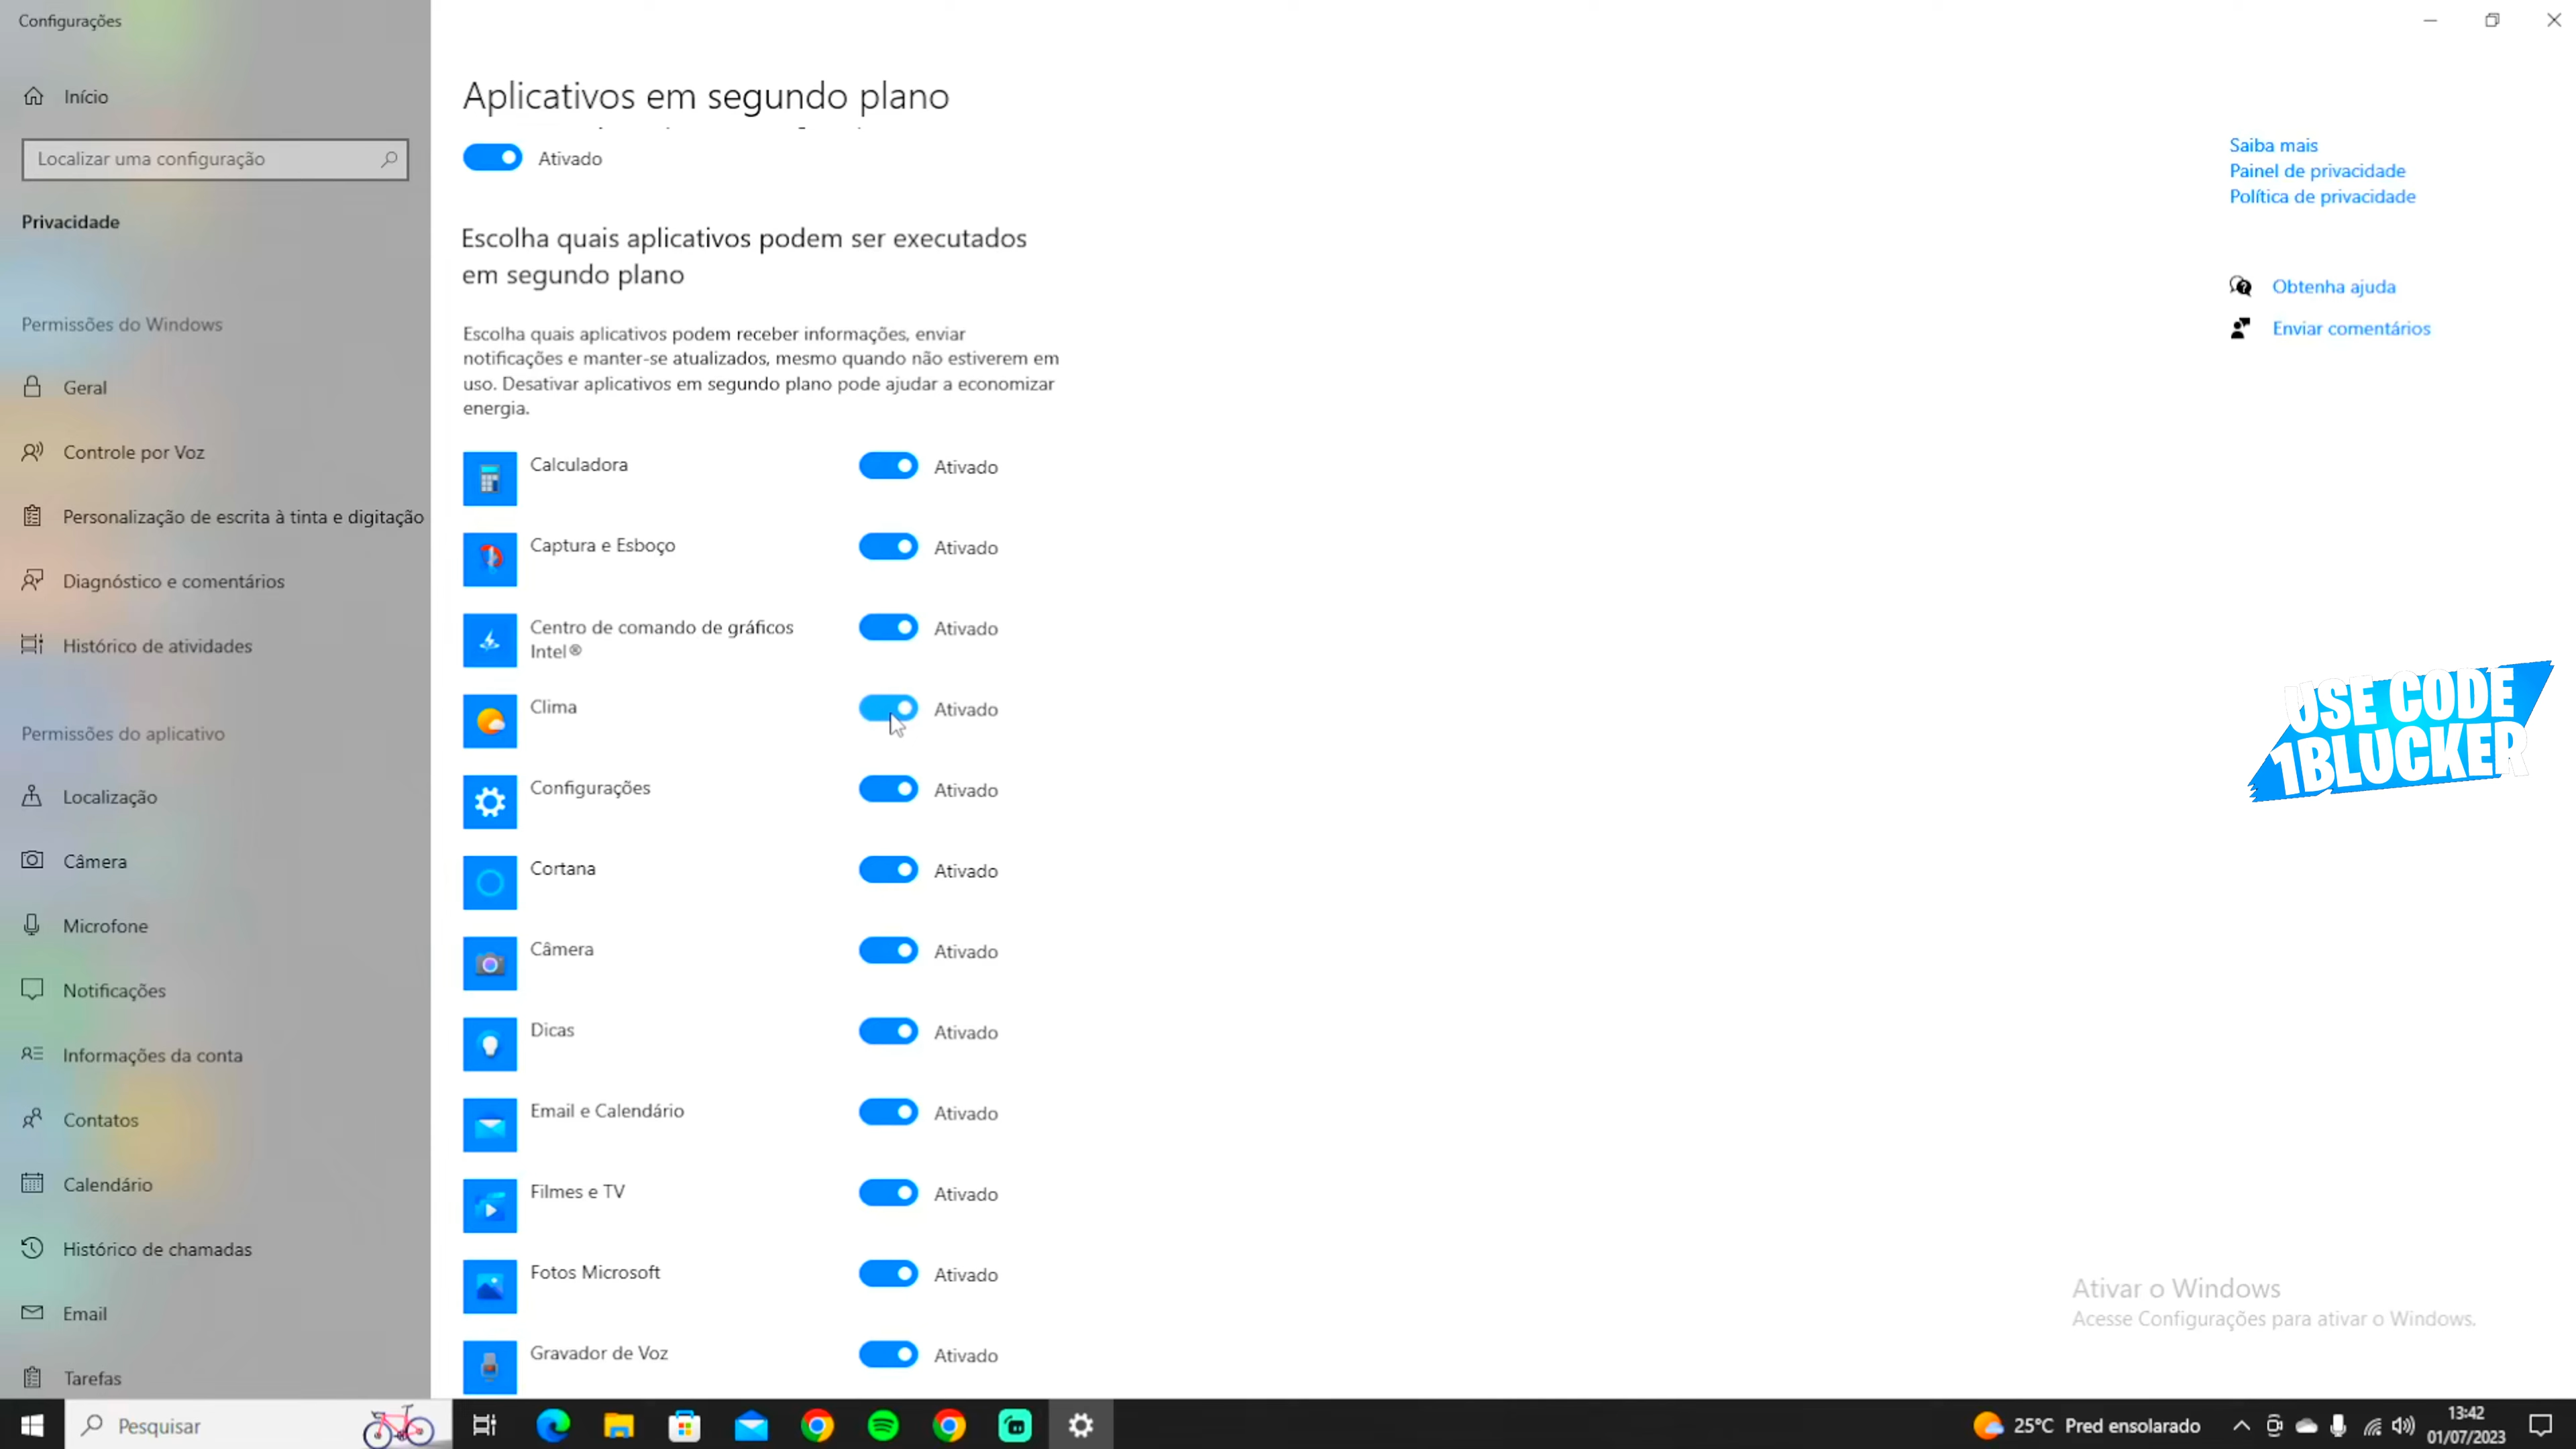 Configurações
Início
Localizar uma configuração
Privacidade
Permissões do Windows
Geral
Controle por Voz
Personalização de escrita à tinta e digitação
Diagnóstico e comentários
Histórico de atividades
Permissões do aplicativo
Localização
Câmera
Microfone
Notificações
Informações da conta
Contatos
Calendário
Histórico de chamadas
Email
Tarefas
Aplicativos em segundo plano
Ativado
Escolha quais aplicativos podem ser executados
em segundo plano
Escolha quais aplicativos podem receber informações, enviar
notificações e manter-se atualizados, mesmo quando não estiverem em
uso. Desativar aplicativos em segundo plano pode ajudar a economizar
energia.
Calculadora Ativado
Captura e Esboço Ativado
Centro de comando de gráficos
Intel® Ativado
Clima Ativado
Configurações Ativado
Cortana Ativado
Câmera Ativado
Dicas Ativado
Email e Calendário Ativado
Filmes e TV Ativado
Fotos Microsoft Ativado
Gravador de Voz Ativado
Saiba mais
Painel de privacidade
Política de privacidade
Obtenha ajuda
Enviar comentários
USE CODE
1BLUCKER
Ativar o Windows
Acesse Configurações para ativar o Windows.
Pesquisar
25°C Pred ensolarado
13:42
01/07/2023